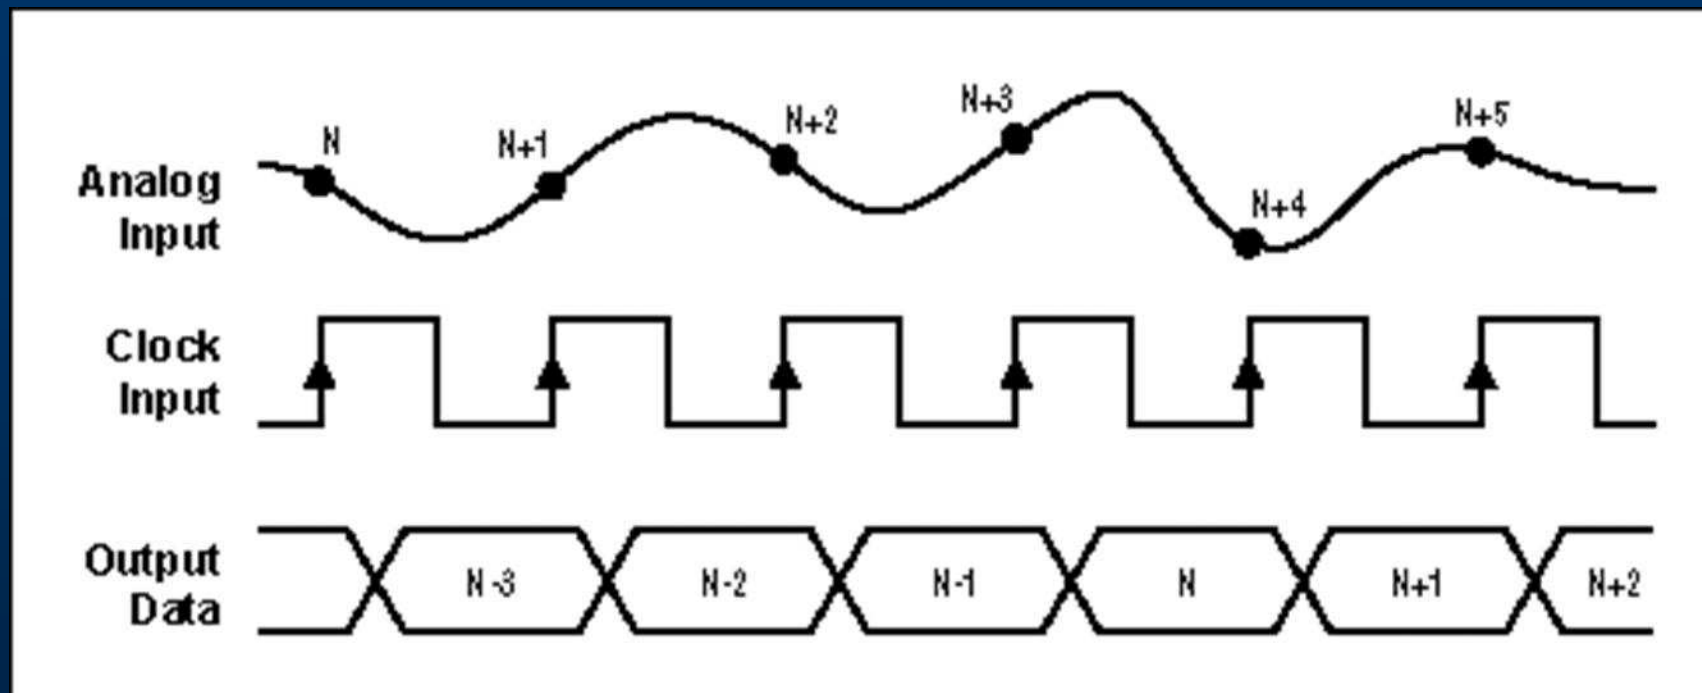 N
N+1
N+2
N+3
N+4
N+5
Analog
Input
Clock
Input
Output
Data
N-3
N-2
N-1
N
N+1
N+2